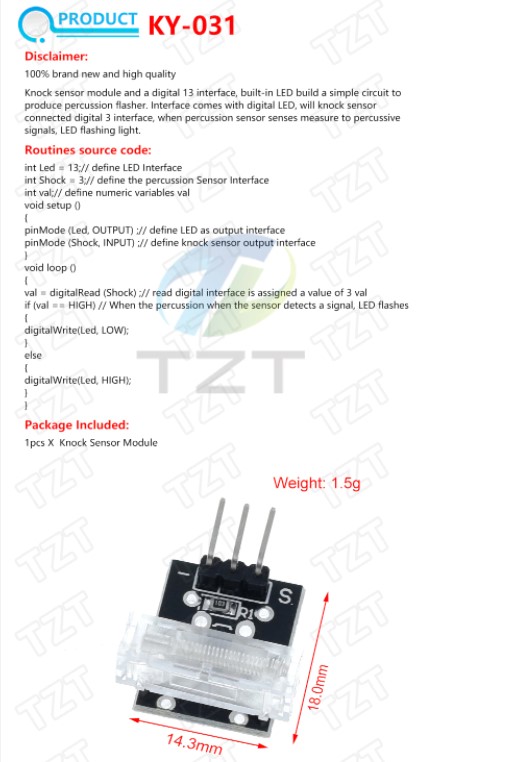 PRODUCT KY-031
Disclaimer:
100% brand new and high quality
Knock sensor module and a digital 13 interface, built-in LED build a simple circuit to
produce percussion flasher. Interface comes with digital LED, will knock sensor
connected digital 3 interface, when percussion sensor senses measure to percussive
signals, LED flashing light.
Routines source code:
int Led = 13;// define LED Interface
int Shock = 3;// define the percussion Sensor Interface
int val;// define numeric variables val
void setup ()
{
pinMode (Led, OUTPUT) ;// define LED as output interface
pinMode (Shock, INPUT) ;// define knock sensor output interface
}
void loop ()
{
val = digitalRead (Shock) ;// read digital interface is assigned a value of 3 val
if (val == HIGH) // When the percussion when the sensor detects a signal, LED flashes
{
digitalWrite(Led, LOW);
}
else
{
digitalWrite(Led, HIGH);
}
}
TZT
Package Included:
1pcs X  Knock Sensor Module
Weight: 1.5g
S
R1
18.0mm
14.3mm